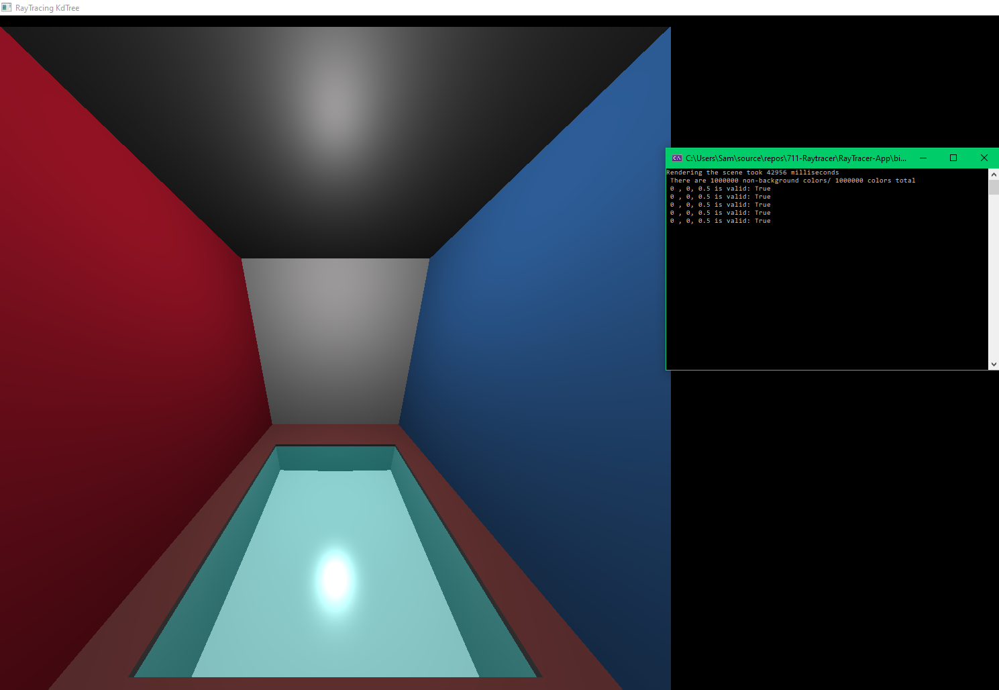 RayTracing KdTree
C:\Users\Sam\source\repos\711-Raytracer\RayTracer-App\bi...
Rendering the scene took 42956 milliseconds
There are 1000000 non-background colors/ 1000000 colors total
0 , 0, 0.5 is valid: True
0 , 0, 0.5 is valid: True
0 , 0, 0.5 is valid: True
0 , 0, 0.5 is valid: True
0 , 0, 0.5 is valid: True